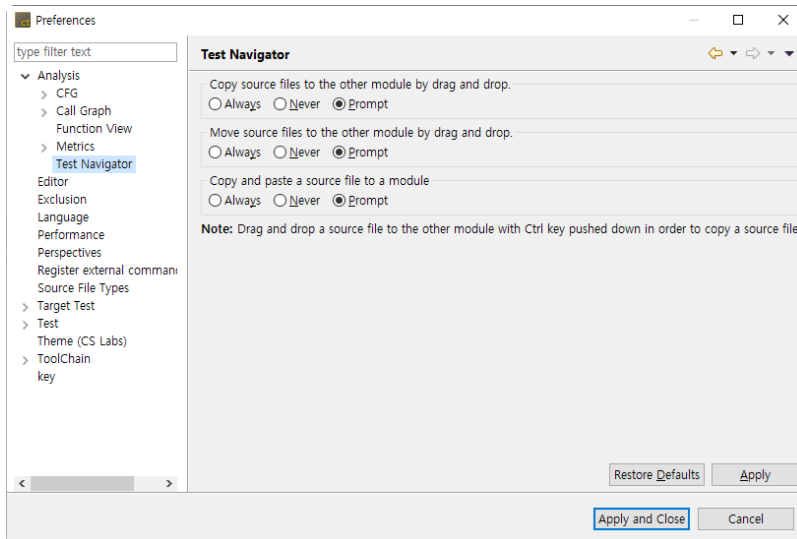 ct Preferences
type filter text
Analysis
CFG
Call Graph
Function View
Metrics
Test Navigator
Editor
Exclusion
Language
Performance
Perspectives
Register external comman
Source File Types
Target Test
Test
Theme (CS Labs)
ToolChain
key
Test Navigator
Copy source files to the other module by drag and drop.
Always Never Prompt
Move source files to the other module by drag and drop.
Always Never Prompt
Copy and paste a source file to a module
Always Never Prompt
Note: Drag and drop a source file to the other module with Ctrl key pushed down in order to copy a source file
Restore Defaults Apply
Apply and Close Cancel